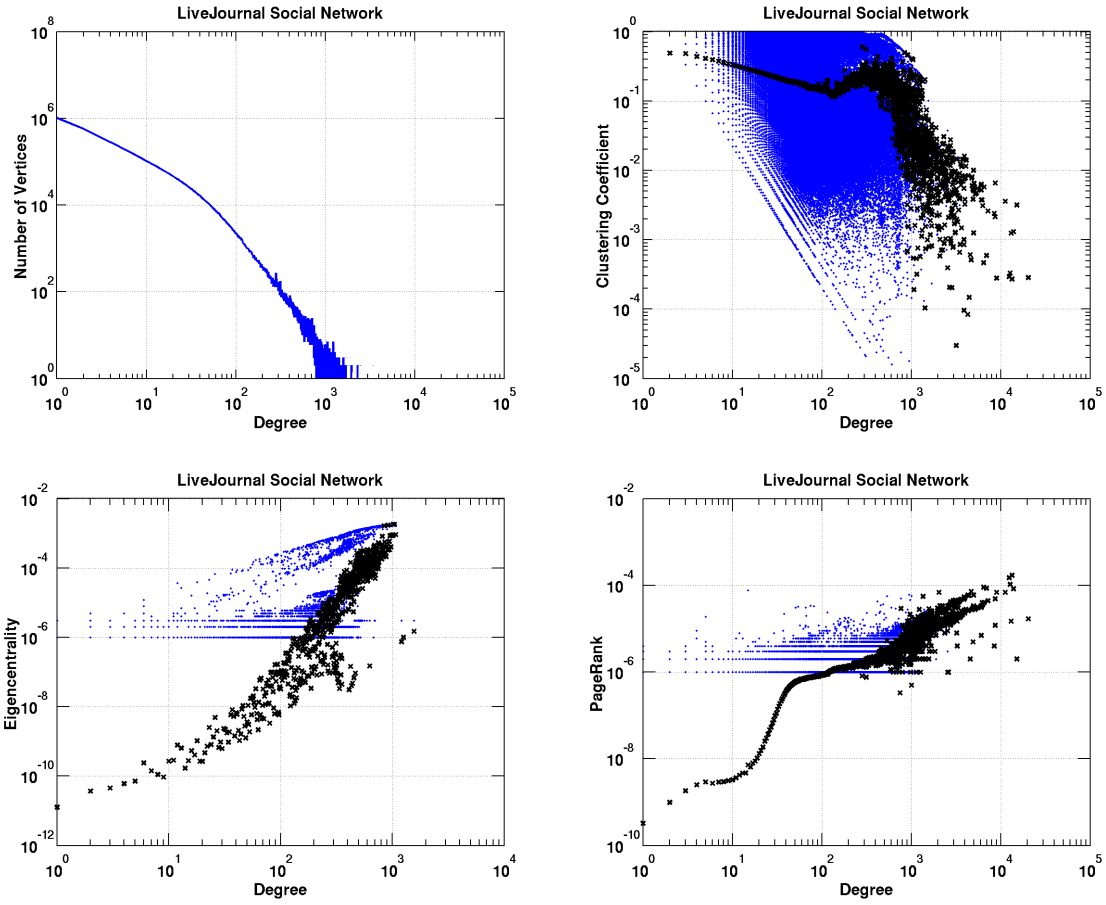 LiveJournal Social Network
Number of Vertices
10^8
10^6
10^4
10^2
10^0
10^0 10^1 10^2 10^3 10^4 10^5
Degree
LiveJournal Social Network
Clustering Coefficient
10^0
10^-1
10^-2
10^-3
10^-4
10^-5
10^0 10^1 10^2 10^3 10^4 10^5
Degree
LiveJournal Social Network
Eigencentrality
10^-2
10^-4
10^-6
10^-8
10^-10
10^-12
10^0 10^1 10^2 10^3 10^4
Degree
LiveJournal Social Network
PageRank
10^-2
10^-4
10^-6
10^-8
10^-10
10^0 10^1 10^2 10^3 10^4 10^5
Degree